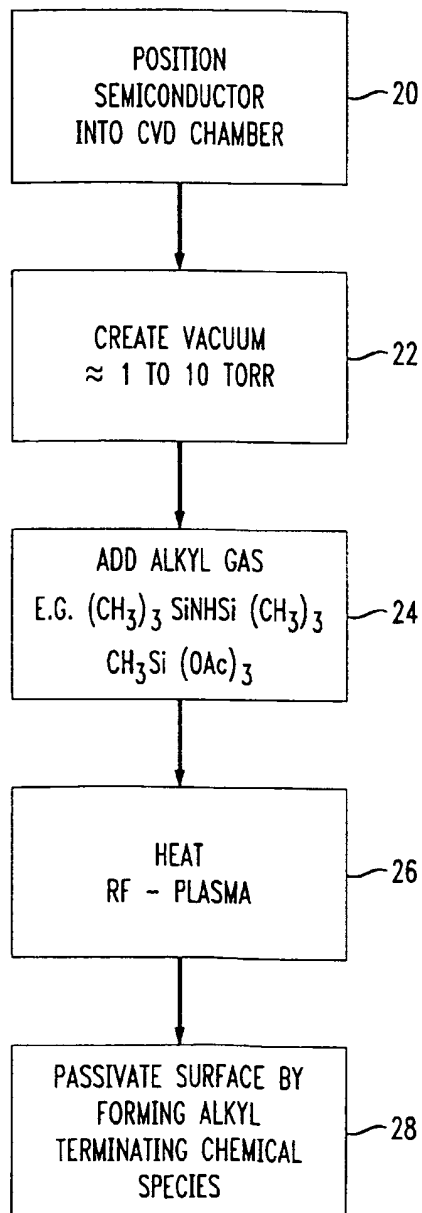 POSITION
SEMICONDUCTOR
INTO CVD CHAMBER
20
CREATE VACUUM
≈ 1 TO 10 TORR
22
ADD ALKYL GAS
E.G. (CH3)3 SiNHSi (CH3)3
CH3Si (OAc)3
24
HEAT
RF - PLASMA
26
PASSIVATE SURFACE BY
FORMING ALKYL
TERMINATING CHEMICAL
SPECIES
28